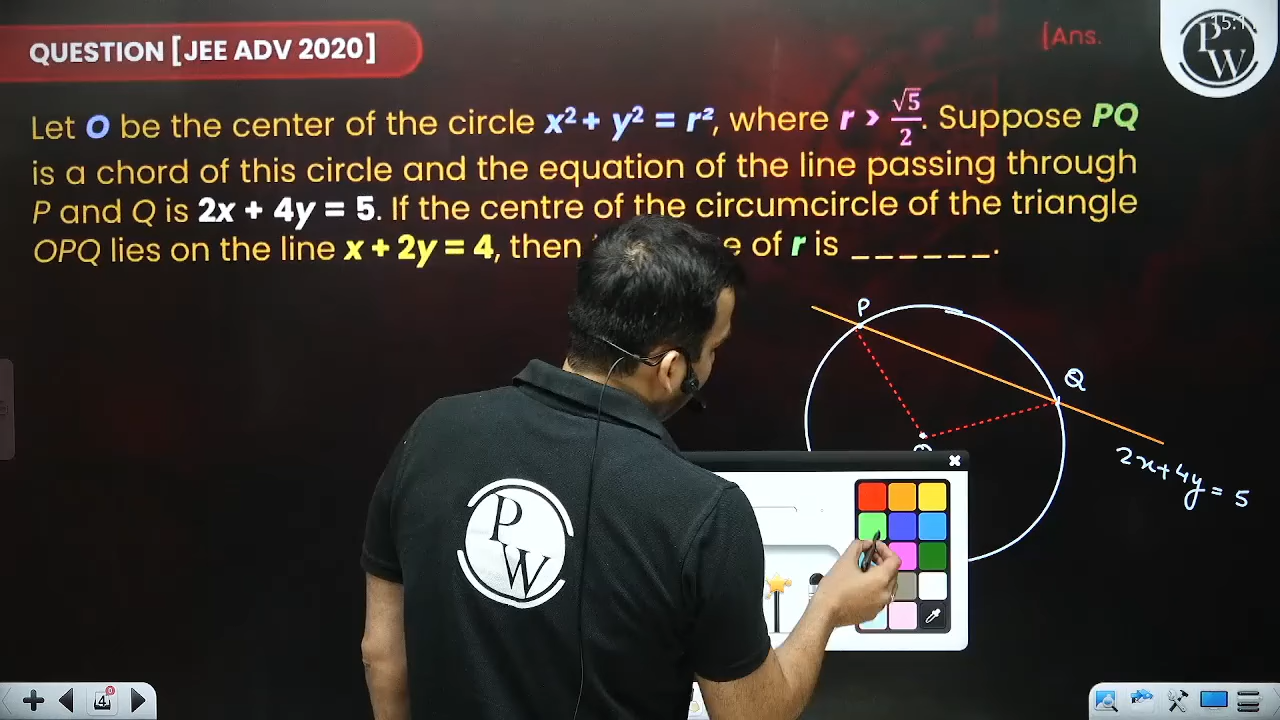 QUESTION [JEE ADV 2020]
[Ans.
15:1
P
W
Let O be the center of the circle x² + y² = r², where r > √5/2. Suppose PQ
is a chord of this circle and the equation of the line passing through
P and Q is 2x + 4y = 5. If the centre of the circumcircle of the triangle
OPQ lies on the line x + 2y = 4, then e of r is ______.
P
Q
2x+4y = 5
P
W
4